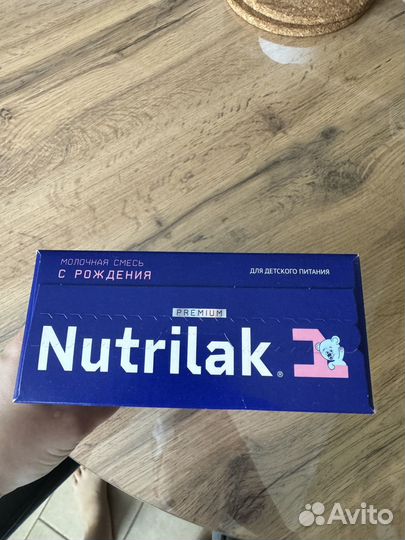 МОЛОЧНАЯ СМЕСЬ
С РОЖДЕНИЯ
ДЛЯ ДЕТСКОГО ПИТАНИЯ
PREMIUM
Nutrilak® 1
Avito